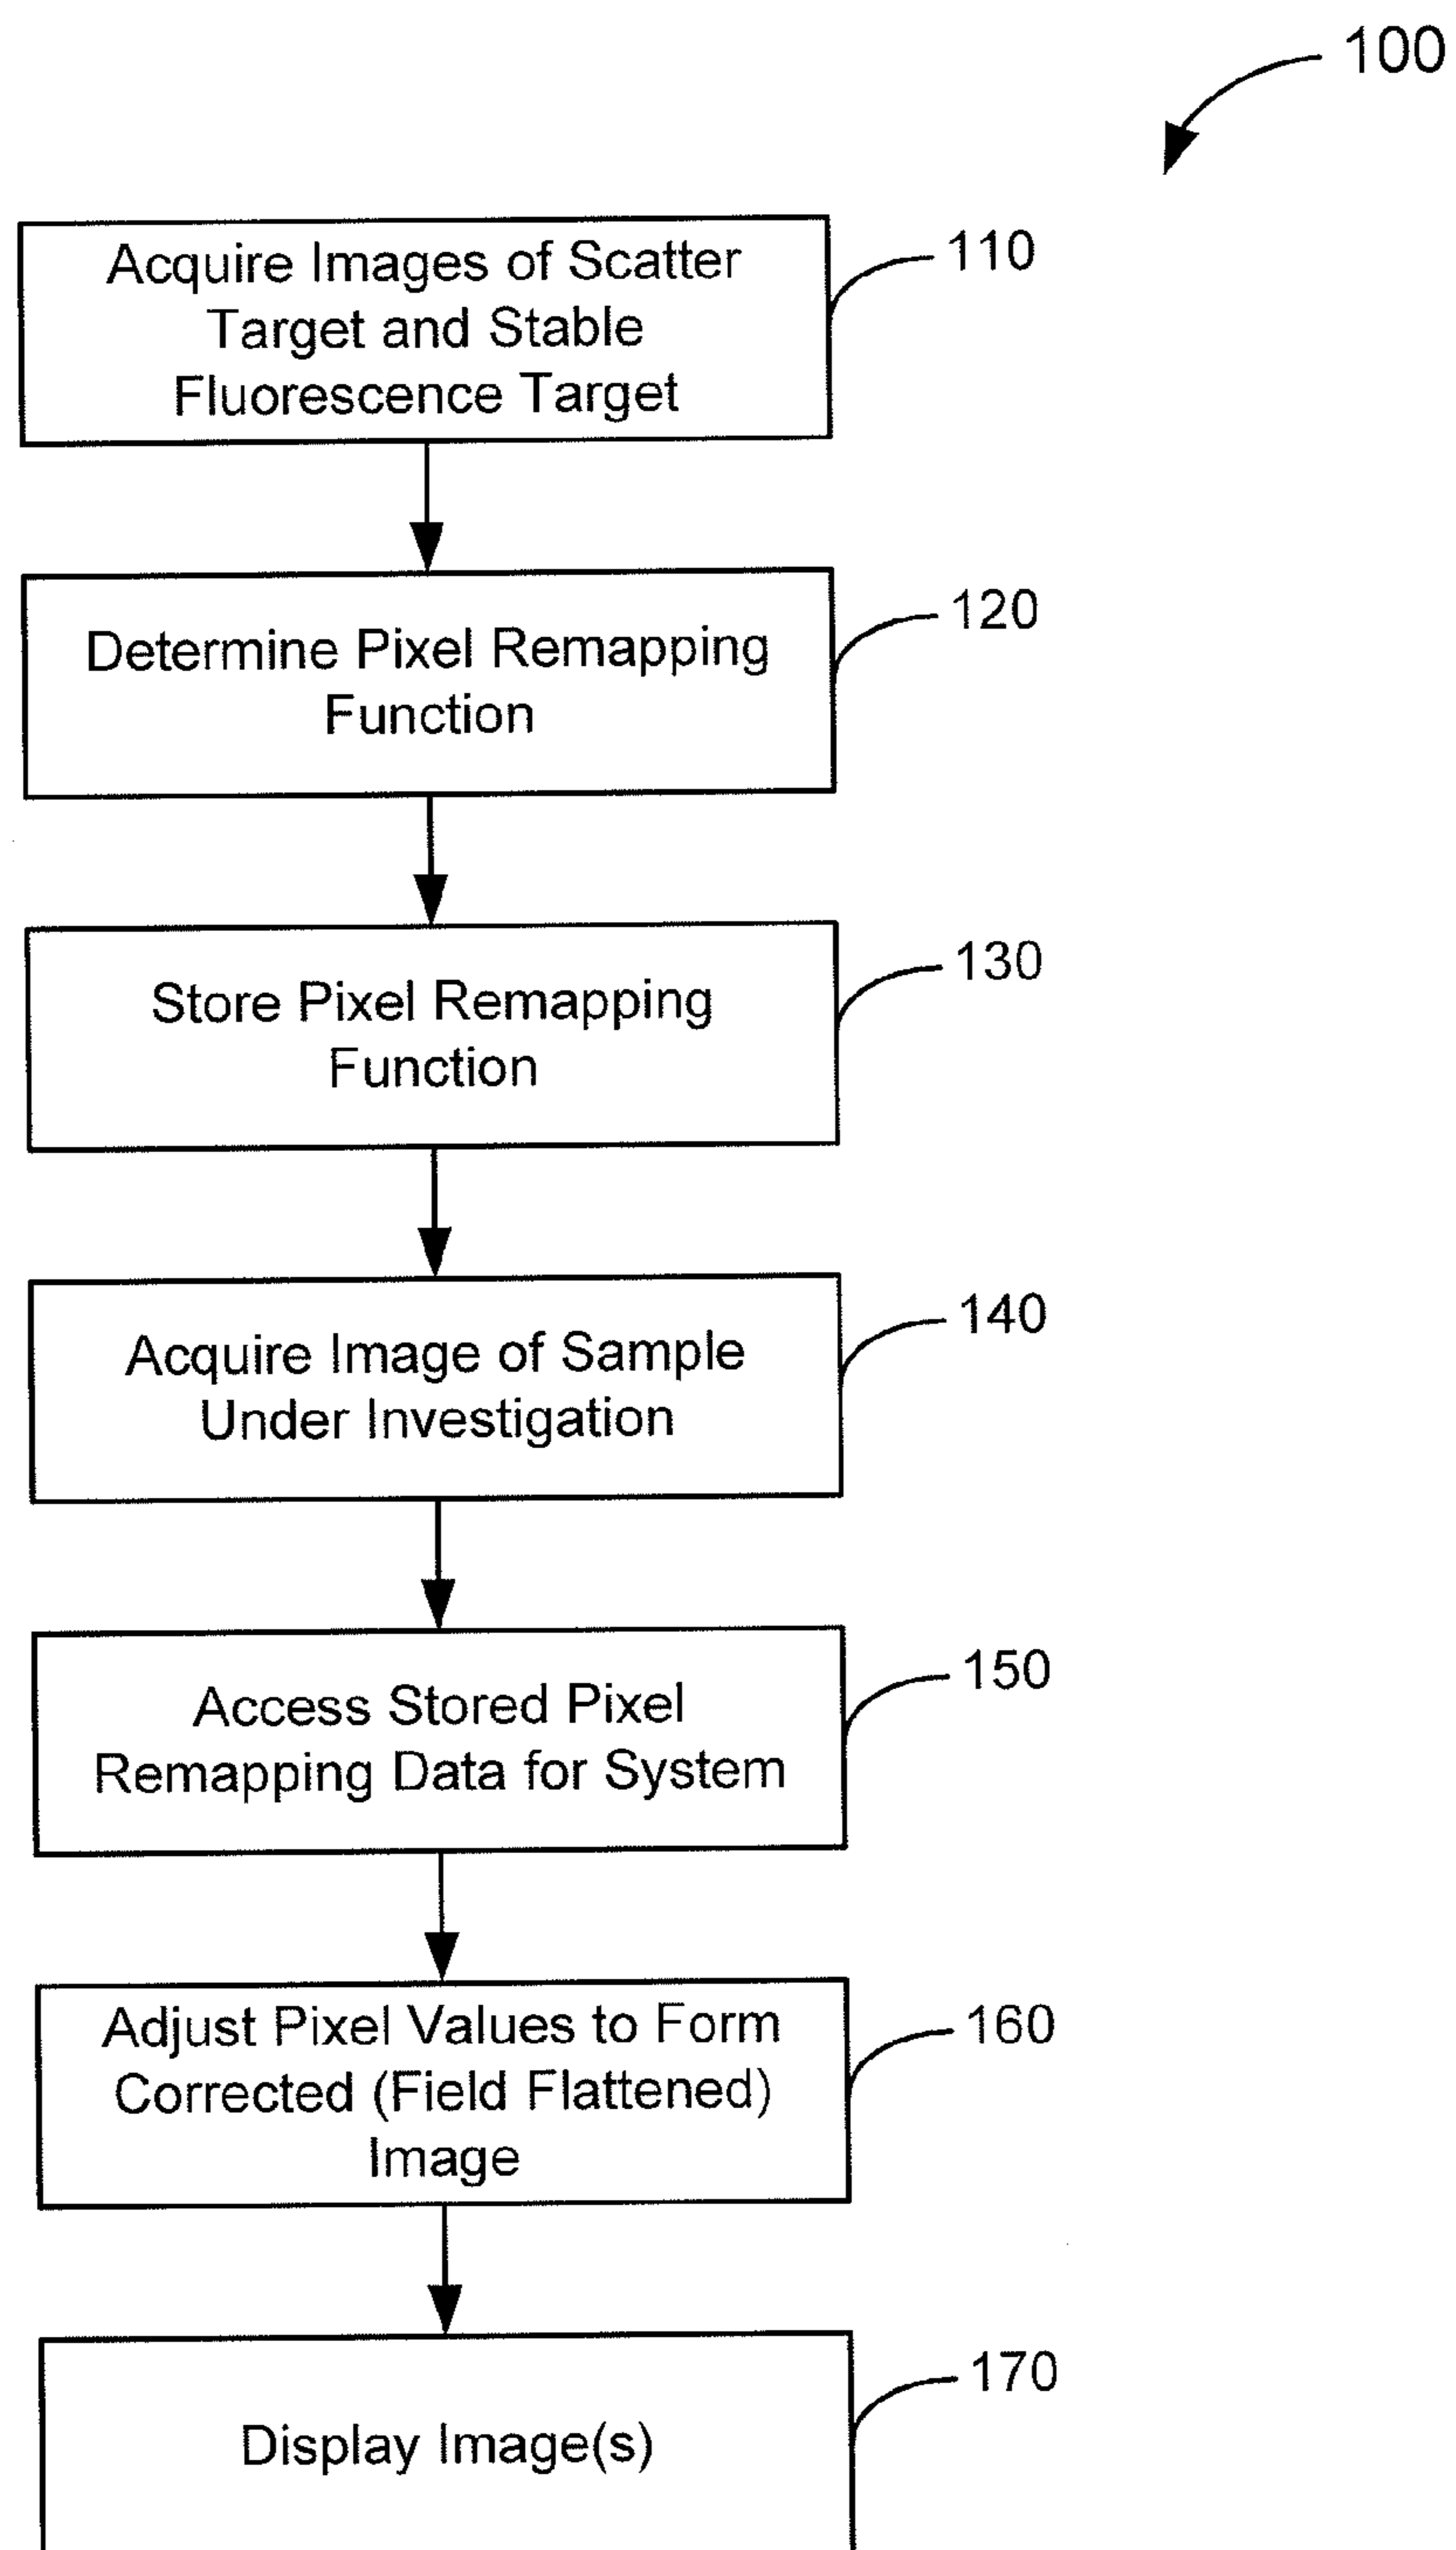 100
Acquire Images of Scatter
Target and Stable
Fluorescence Target
110
Determine Pixel Remapping
Function
120
Store Pixel Remapping
Function
130
Acquire Image of Sample
Under Investigation
140
Access Stored Pixel
Remapping Data for System
150
Adjust Pixel Values to Form
Corrected (Field Flattened)
Image
160
Display Image(s)
170